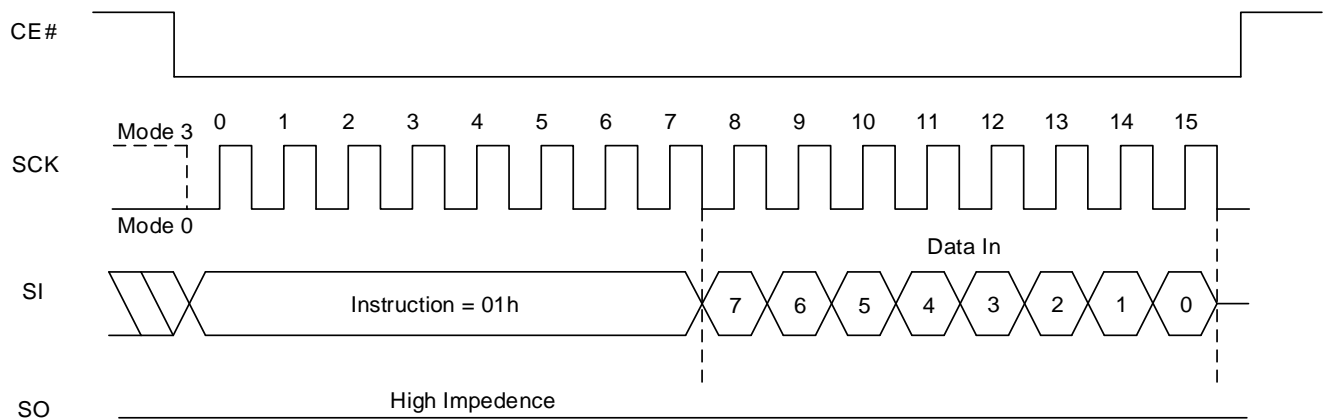 CE#
0 1 2 3 4 5 6 7 8 9 10 11 12 13 14 15
Mode 3
SCK
Mode 0
Data In
SI
Instruction = 01h
7 6 5 4 3 2 1 0
High Impedence
SO